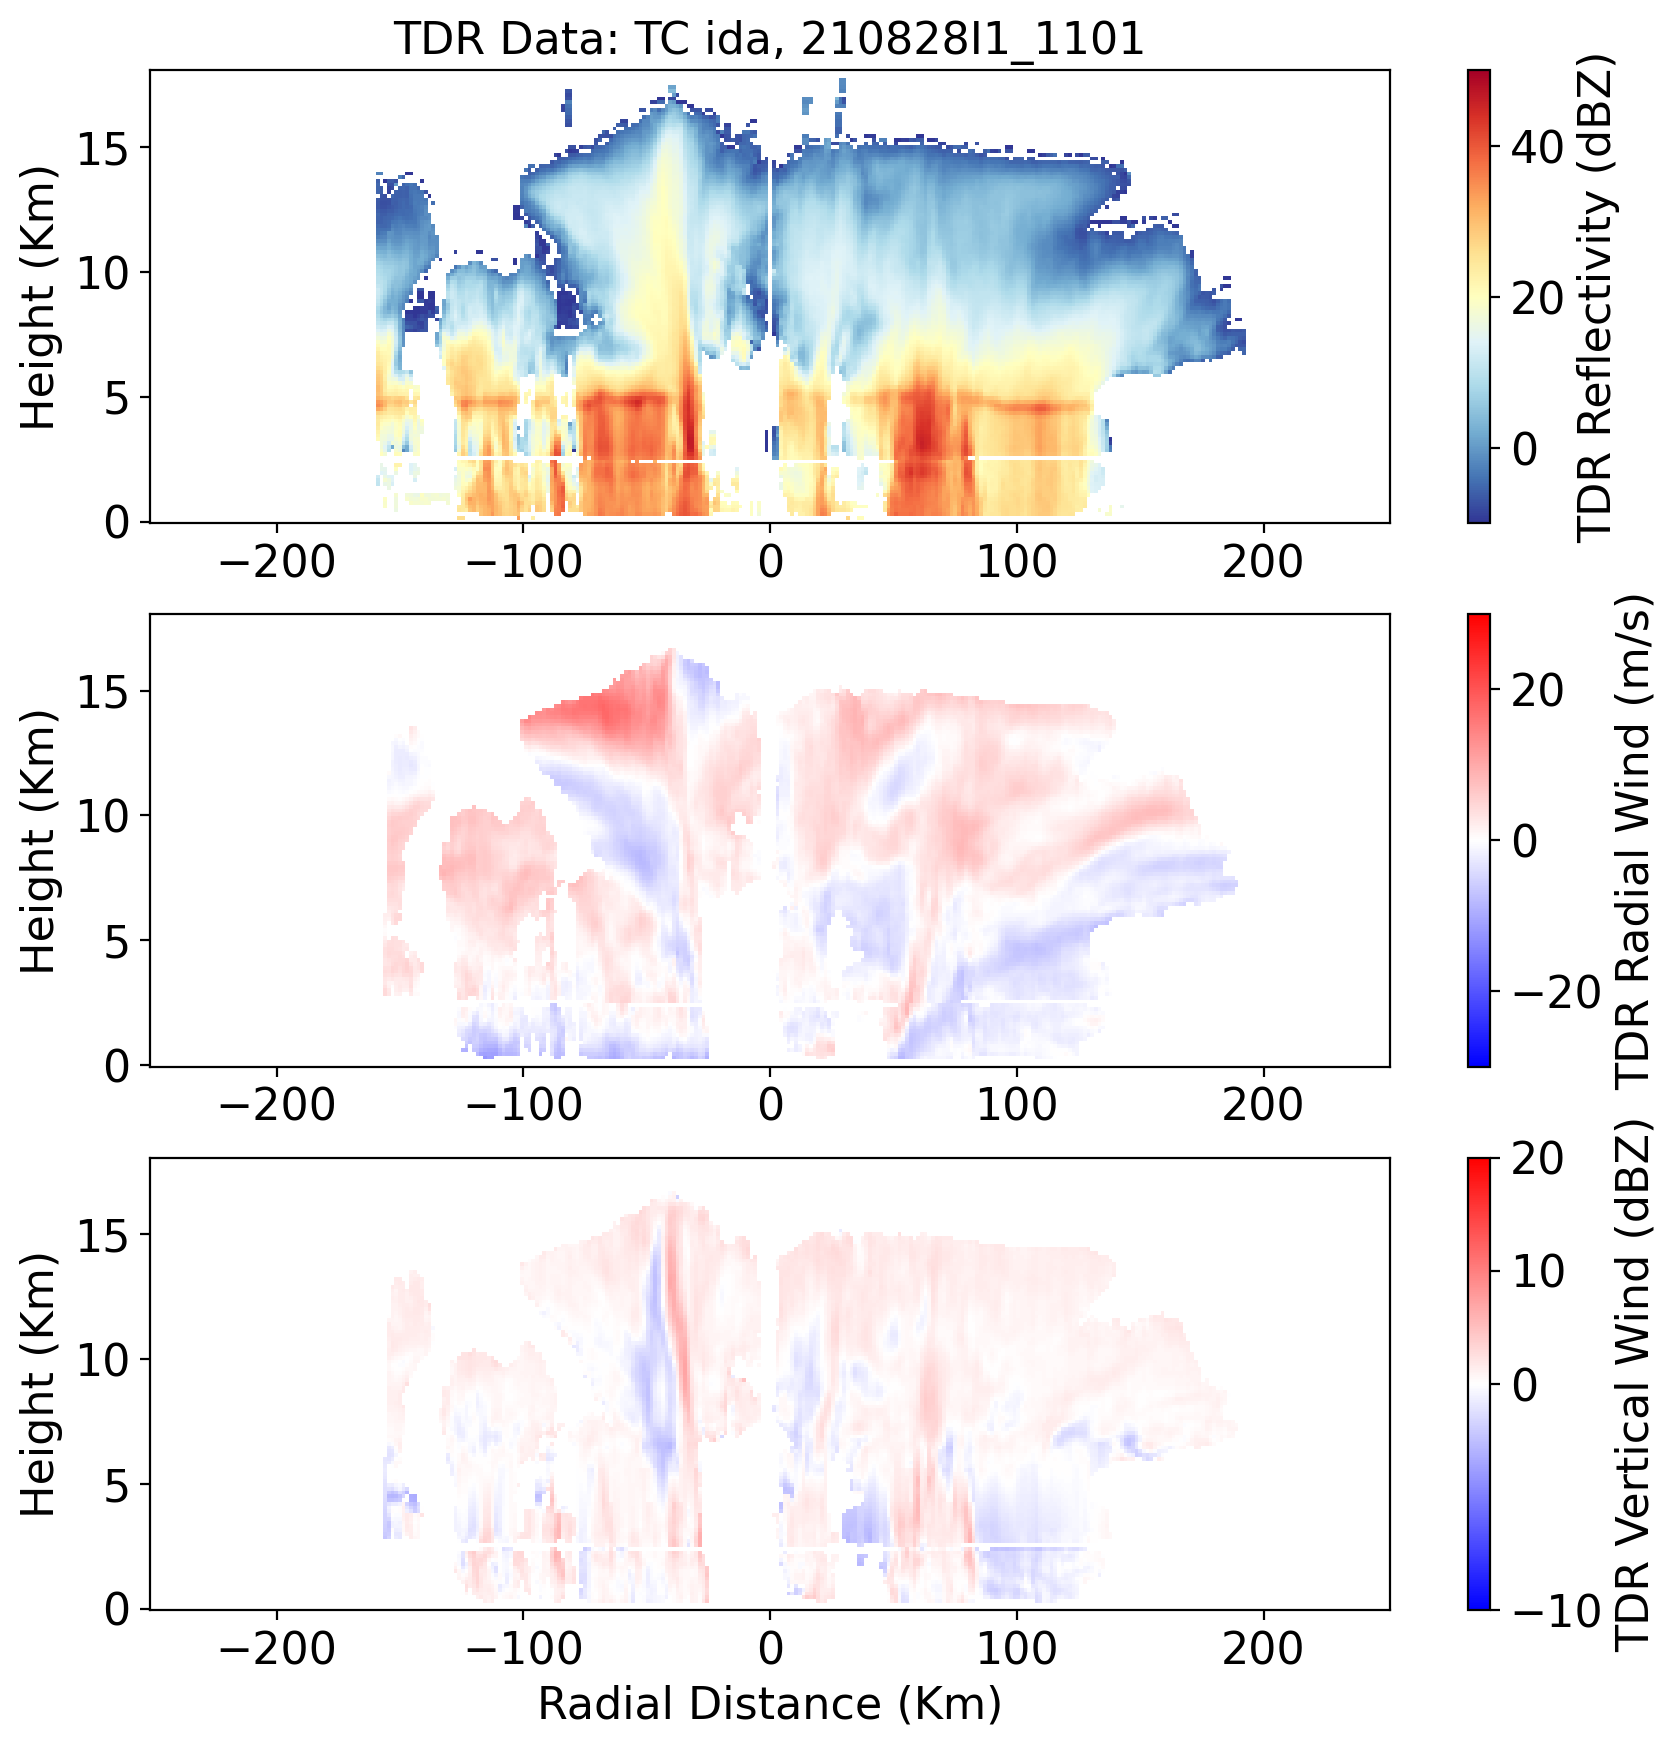 TDR Data: TC ida, 210828I1_1101
Height (Km)
15
10
5
0
−200 −100 0 100 200
40
20
0
TDR Reflectivity (dBZ)
Height (Km)
15
10
5
0
−200 −100 0 100 200
20
0
−20
TDR Radial Wind (m/s)
Height (Km)
15
10
5
0
−200 −100 0 100 200
Radial Distance (Km)
20
10
0
−10
TDR Vertical Wind (dBZ)